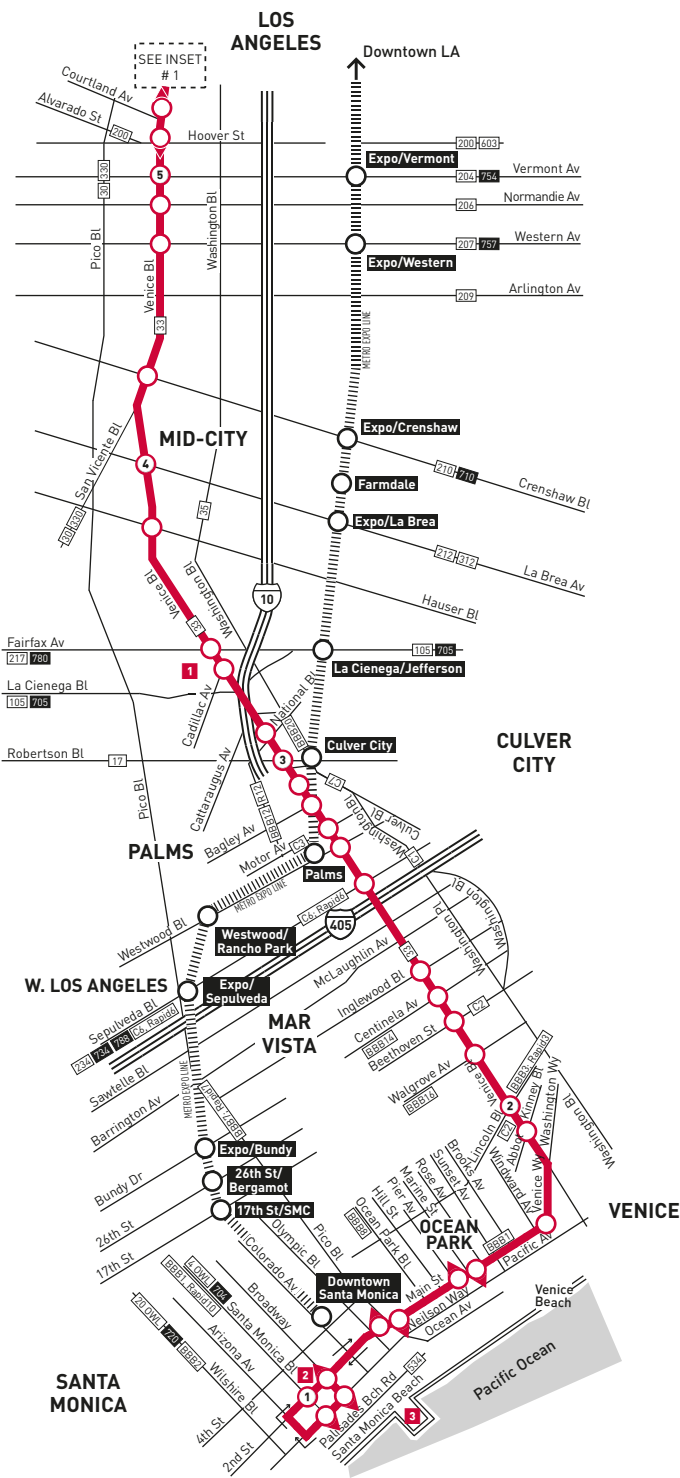 LOS
ANGELES
Downtown LA
SEE INSET
# 1
Courtland Av
Alvarado St
200
Hoover St
200 603
Expo/Vermont
30 330
5
204 754
Vermont Av
206
Normandie Av
Pico Bl
Washington Bl
207 757
Western Av
Expo/Western
Venice Bl
209
Arlington Av
33
METRO EXPO LINE
Expo/Crenshaw
MID-CITY
San Vicente Bl
4
210 710
Crenshaw Bl
Farmdale
30 330
35
Expo/La Brea
212 312
La Brea Av
Venice Bl
Washington Bl
10
Hauser Bl
33
Fairfax Av
217 780
105 705
1
La Cienega/Jefferson
La Cienega Bl
105 705
Cadillac Av
National Bl
BBB20
Robertson Bl
17
3
Culver City
CULVER
CITY
Pico Bl
Cattaraugus Av
BBB12, R12
C7
Washington Bl
Culver Bl
Bagley Av
PALMS
Motor Av
C3
C1
Palms
METRO EXPO LINE
C6, Rapid6
Westwood Bl
Westwood/
Rancho Park
405
Washington Pl
Washington Bl
Washington Bl
33
McLaughlin Av
W. LOS ANGELES
Expo/
Sepulveda
Inglewood Bl
Sepulveda Bl
234 734 788 C6, Rapid6
MAR
VISTA
Centinela Av
BBB14
Beethoven St
C2
Sawtelle Bl
METRO EXPO LINE
Walgrove Av
BBB16
Venice Bl
BBB3, Rapid3
Barrington Av
BBB7, Rapid7
2
Lincoln Bl
C2
Abbot Kinney Bl
Washington Wy
Washington Bl
Expo/Bundy
Bundy Dr
26th St/
Bergamot
Brooks Av
Sunset Av
Rose Av
Marine St
Pier Av
Hill St
Ocean Park Bl
BBB8
Windward Av
Venice Wy
26th St
17th St/SMC
17th St
OCEAN
PARK
VENICE
BBB1
Pacific Av
Olympic Bl
Pico Bl
Colorado Av
4 OWL 704
BBB1, Rapid10
Broadway
Downtown
Santa Monica
Main St
Neilson Way
Ocean Av
Venice
Beach
20 OWL 720 BBB2
Santa Monica Bl
Arizona Av
Wilshire Bl
SANTA
MONICA
2
1
534
Palisades Bch Rd
Santa Monica Beach
3
Pacific Ocean
4th St
2nd St